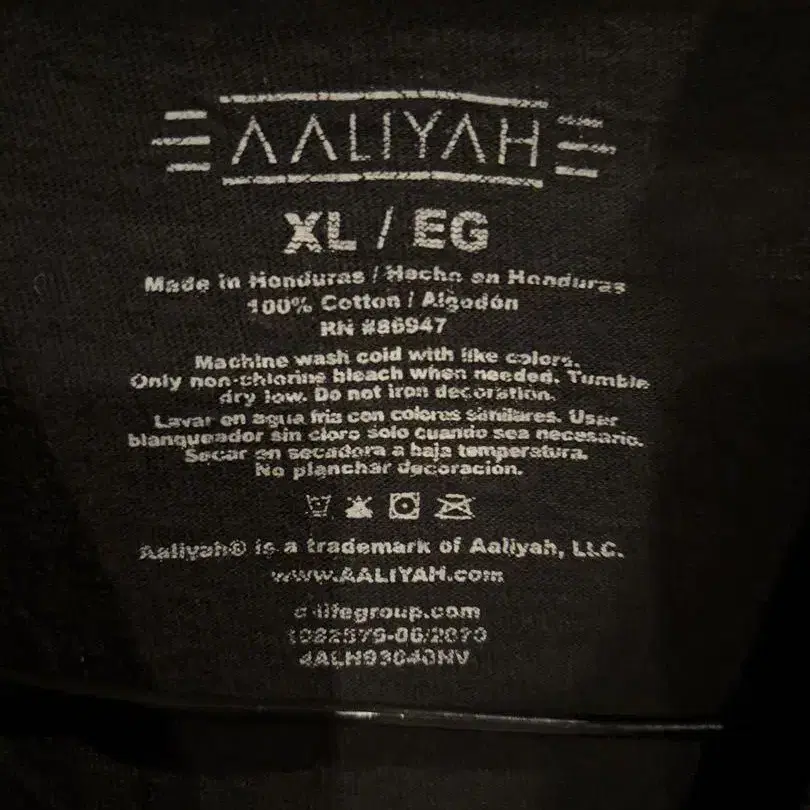 AALIYAH
XL / EG
Made in Honduras / Hecho en Honduras
100% Cotton / Algodón
RN #86947
Machine wash cold with like colors.
Only non-chlorine bleach when needed. Tumble
dry low. Do not iron decoration.
Lavar en agua fria con colores similares. Usar
blanqueador sin cloro solo cuando sea necesario.
Secar en secadora a baja temperatura.
No planchar decoración.
Aaliyah© is a trademark of Aaliyah, LLC.
www.AALIYAH.com